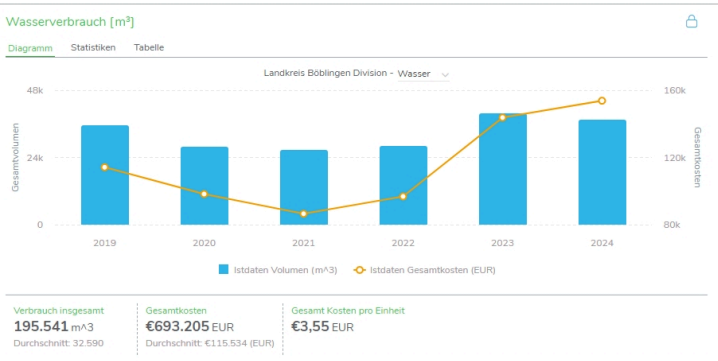 Wasserverbrauch [m³]
Diagramm Statistiken Tabelle
Landkreis Böblingen Division - Wasser
48k 160k
Gesamtvolumen
Gesamtkosten
24k 120k
0 80k
2019 2020 2021 2022 2023 2024
Istdaten Volumen (m^3) Istdaten Gesamtkosten (EUR)
Verbrauch insgesamt Gesamtkosten Gesamt Kosten pro Einheit
195.541 m^3 €693.205 EUR €3,55 EUR
Durchschnitt: 32.590 Durchschnitt: €115.534 (EUR)